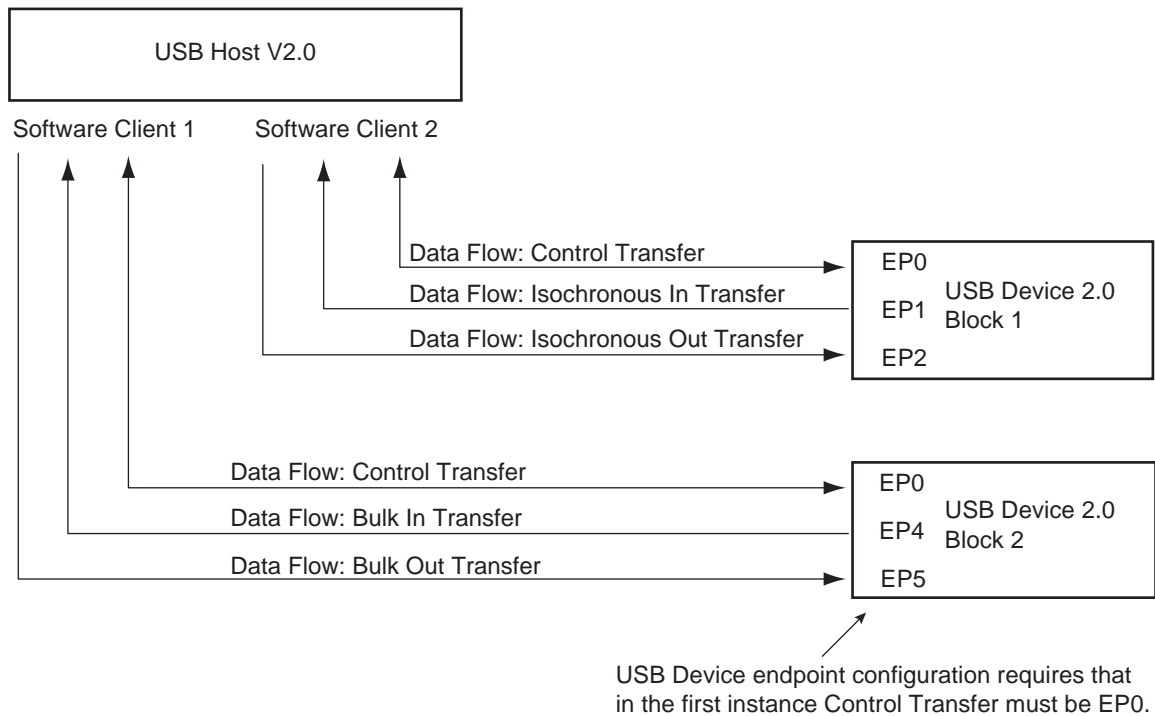 USB Host V2.0
Software Client 1
Software Client 2
Data Flow: Control Transfer
Data Flow: Isochronous In Transfer
Data Flow: Isochronous Out Transfer
EP0
EP1
EP2
USB Device 2.0
Block 1
Data Flow: Control Transfer
Data Flow: Bulk In Transfer
Data Flow: Bulk Out Transfer
EP0
EP4
EP5
USB Device 2.0
Block 2
USB Device endpoint configuration requires that
in the first instance Control Transfer must be EP0.